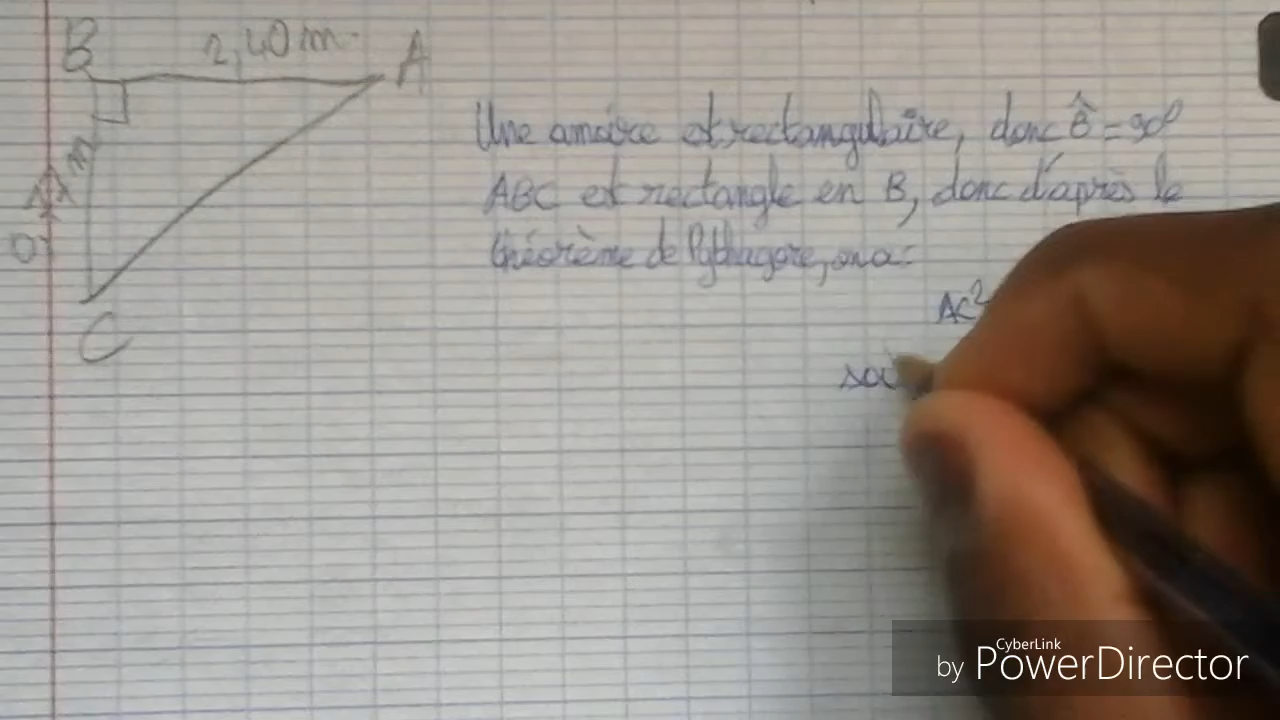 B
2,40 m.
A
m
C
Une armoire est rectangulaire, donc B̂ = 90°
ABC est rectangle en B, donc d'après le
théorème de Pythagore, on a:
AC²
CyberLink
by PowerDirector